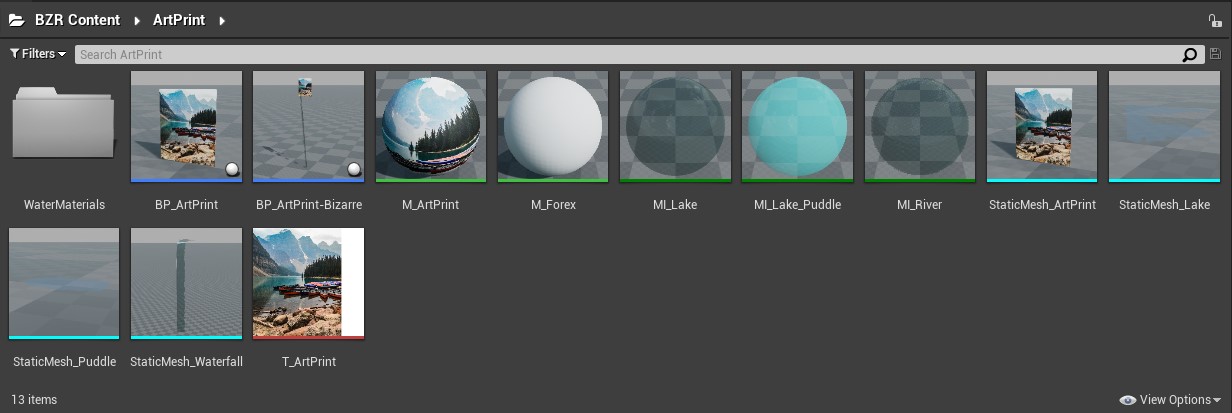 BZR Content ArtPrint
Filters Search ArtPrint
WaterMaterials BP_ArtPrint BP_ArtPrint-Bizarre M_ArtPrint M_Forex MI_Lake MI_Lake_Puddle MI_River StaticMesh_ArtPrint StaticMesh_Lake
StaticMesh_Puddle StaticMesh_Waterfall T_ArtPrint
13 items View Options